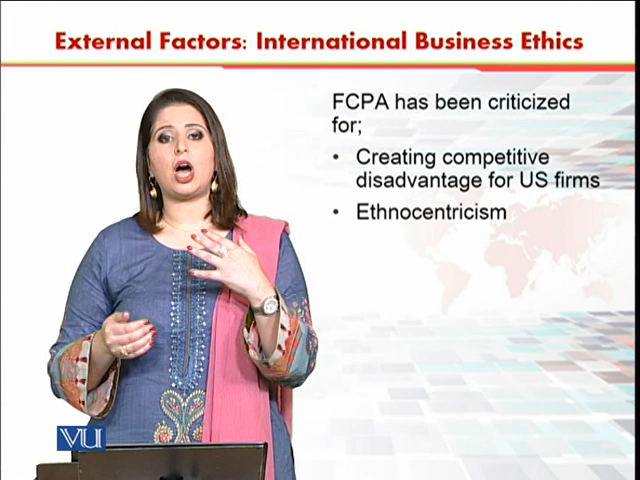 External Factors: International Business Ethics
FCPA has been criticized
for;
• Creating competitive
disadvantage for US firms
• Ethnocentricism
VU